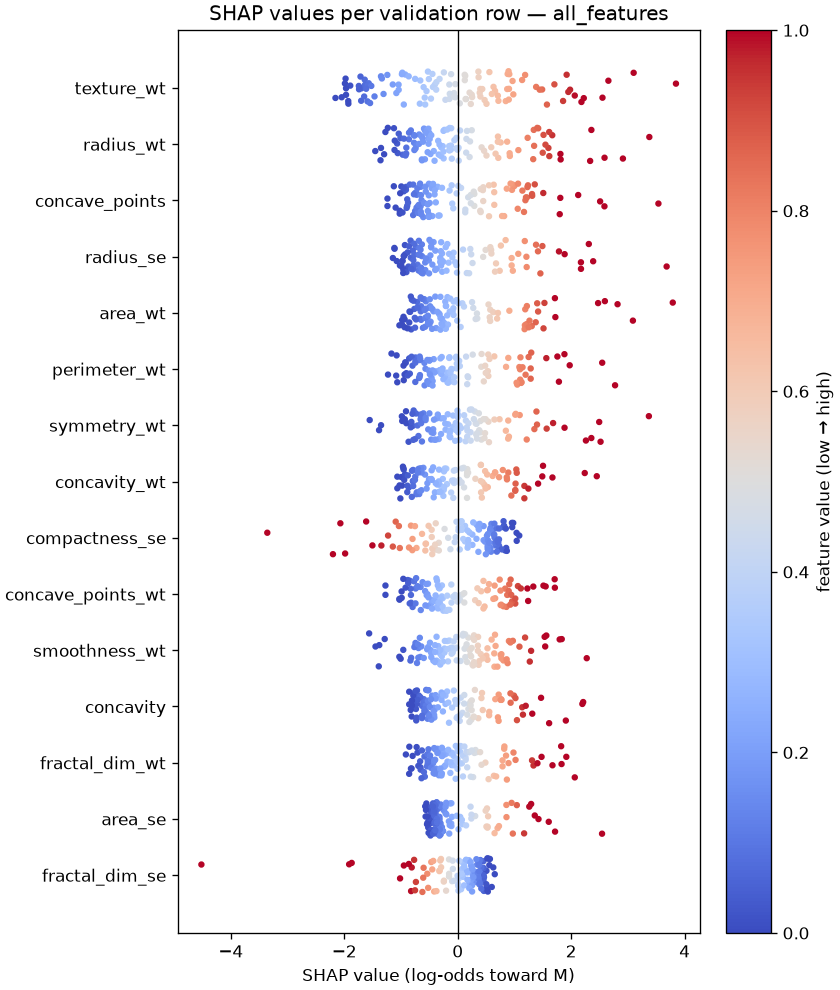 SHAP values per validation row — all_features
texture_wt
radius_wt
concave_points
radius_se
area_wt
perimeter_wt
symmetry_wt
concavity_wt
compactness_se
concave_points_wt
smoothness_wt
concavity
fractal_dim_wt
area_se
fractal_dim_se
−4
−2
0
2
4
SHAP value (log-odds toward M)
1.0
0.8
0.6
0.4
0.2
0.0
feature value (low → high)